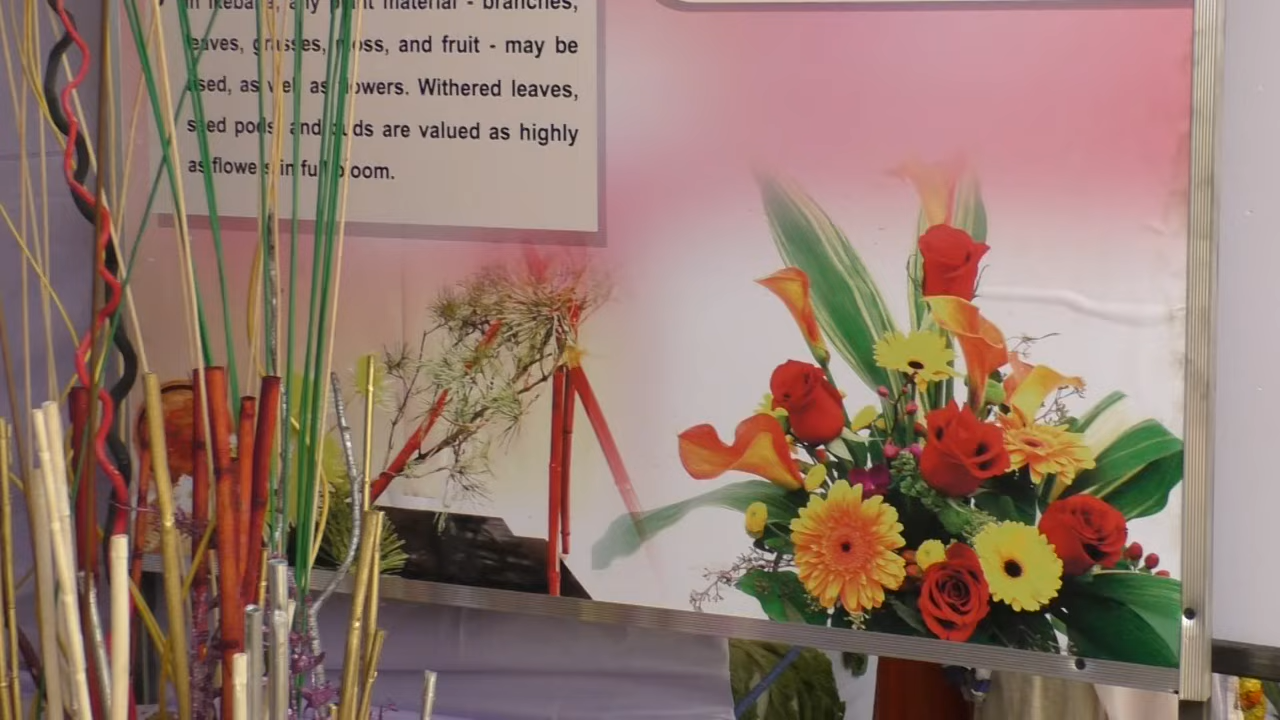 in Ikebana, any plant material - branches,
leaves, grasses, moss, and fruit - may be
used, as well as flowers. Withered leaves,
seed pods, and buds are valued as highly
as flowers in full bloom.